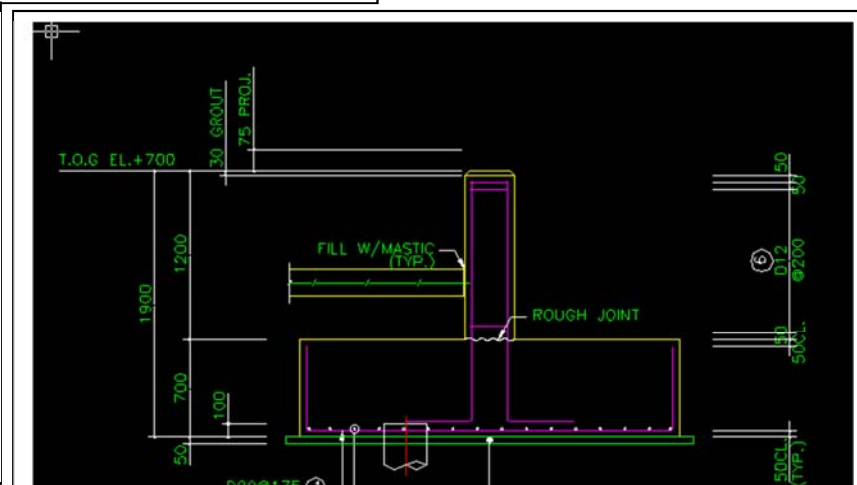 30 GROUT
75 PROJ.
T.O.G EL.+700
50
50
1200
1900
FILL W/MASTIC
(TYP.)
6
D12
@200
ROUGH JOINT
50
50CL.
700
100
50
50CL.
(TYP.)